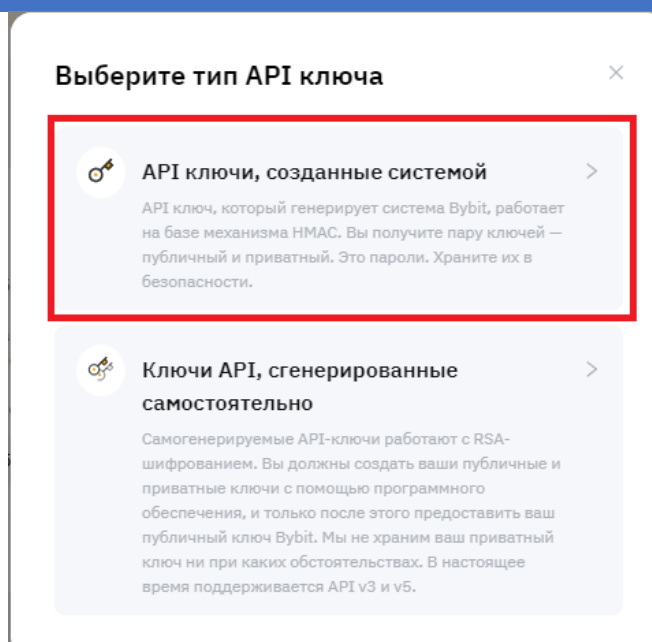 Выберите тип API ключа
API ключи, созданные системой
API ключ, который генерирует система Bybit, работает
на базе механизма HMAC. Вы получите пару ключей —
публичный и приватный. Это пароли. Храните их в
безопасности.
Ключи API, сгенерированные
самостоятельно
Самогенерируемые API-ключи работают с RSA-
шифрованием. Вы должны создать ваши публичные и
приватные ключи с помощью программного
обеспечения, и только после этого предоставить ваш
публичный ключ Bybit. Мы не храним ваш приватный
ключ ни при каких обстоятельствах. В настоящее
время поддерживается API v3 и v5.